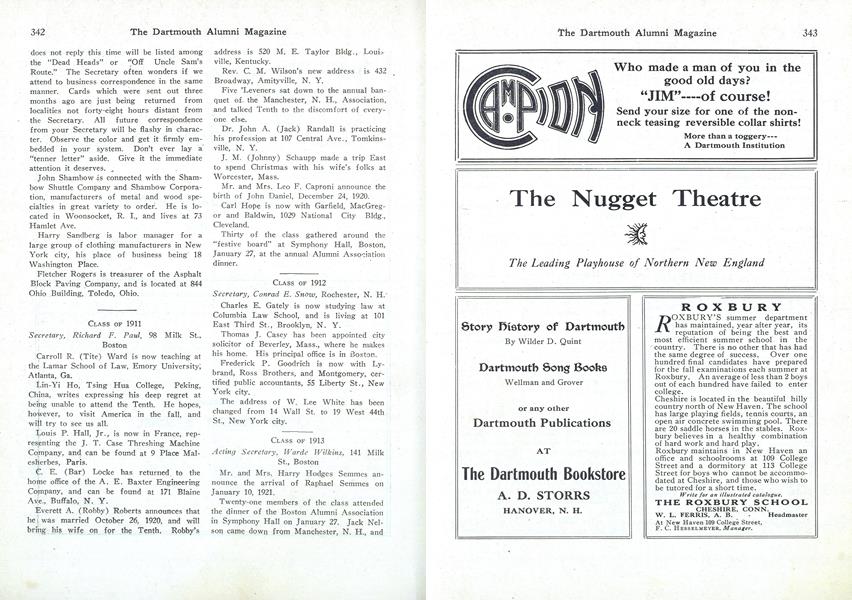 342
The Dartmouth Alumni Magazine
does not reply this time will be listed among
the “Dead Heads” or “Off Uncle Sam's
Route.” The Secretary often wonders if we
attend to business correspondence in the same
manner. Cards which were sent out three
months ago are just being returned from
localities not forty-eight hours distant from
the Secretary. All future correspondence
from your Secretary will be flashy in charac-
ter. Observe the color and get it firmly em-
bedded in your system. Don't ever lay a
“tenner letter” aside. Give it the immediate
attention it deserves.
John Shambow is connected with the Sham-
bow Shuttle Company and Shambow Corpora-
tion, manufacturers of metal and wood spe-
cialties in great variety to order. He is lo-
cated in Woonsocket, R. I., and lives at 73
Hamlet Ave.
Harry Sandberg is labor manager for a
large group of clothing manufacturers in New
York city, his place of business being 18
Washington Place.
Fletcher Rogers is treasurer of the Asphalt
Block Paving Company, and is located at 844
Ohio Building, Toledo, Ohio.
Class of 1911
Secretary, Richard F. Paul, 98 Milk St.,
Boston
Carroll R. (Tite) Ward is now teaching at
the Lamar School of Law, Emory University,
Atlanta, Ga.
Lin-Yi Ho, Tsing Hua College, Peking,
China, writes expressing his deep regret at
being unable to attend the Tenth. He hopes,
however, to visit America in the fall, and
will try to see us all.
Louis P. Hall, Jr., is now in France, rep-
resenting the J. T. Case Threshing Machine
Company, and can be found at 9 Place Mal-
esherbes, Paris.
C. E. (Bar) Locke has returned to the
home office of the A. E. Baxter Engineering
Company, and can be found at 171 Blaine
Ave., Buffalo, N. Y.
Everett A. (Robby) Roberts announces that
he was married October 26, 1920, and will
bring his wife on for the Tenth. Robby's
address is 520 M. E. Taylor Bldg., Louis-
ville, Kentucky.
Rev. C. M. Wilson's new address is 432
Broadway, Amityville, N. Y.
Five 'Leveners sat down to the annual ban-
quet of the Manchester, N. H., Association,
and talked Tenth to the discomfort of every-
one else.
Dr. John A. (Jack) Randall is practicing
his profession at 107 Central Ave., Tomkins-
ville, N. Y.
J. M. (Johnny) Schaupp made a trip East
to spend Christmas with his wife's folks at
Worcester, Mass.
Mr. and Mrs. Leo F. Caproni announce the
birth of John Daniel, December 24, 1920.
Carl Hope is now with Garfield, MacGreg-
or and Baldwin, 1029 National City Bldg.,
Cleveland.
Thirty of the class gathered around the
“festive board” at Symphony Hall, Boston,
January 27, at the annual Alumni Association
dinner.
Class of 1912
Secretary, Conrad E. Snow, Rochester, N. H.
Charles E. Gately is now studying law at
Columbia Law School, and is living at 101
East Third St., Brooklyn, N. Y.
Thomas J. Casey has been appointed city
solicitor of Beverley, Mass., where he makes
his home. His principal office is in Boston.
Frederick P. Goodrich is now with Ly-
brand, Ross Brothers, and Montgomery, cer-
tified public accountants, 55 Liberty St., New
York city.
The address of W. Lee White has been
changed from 14 Wall St. to 19 West 44th
St., New York city.
Class of 1913
Acting Secretary, Warde Wilkins, 141 Milk
St., Boston
Mr. and Mrs. Harry Hodges Semmes an-
nounce the arrival of Raphael Semmes on
January 10, 1921.
Twenty-one members of the class attended
the dinner of the Boston Alumni Association
in Symphony Hall on January 27. Jack Nel-
son came down from Manchester, N. H., and
The Dartmouth Alumni Magazine
343
CAMPION
Who made a man of you in the
good old days?
“JIM”----of course!
Send your size for one of the non-
neck teasing reversible collar shirts!
More than a toggery---
A Dartmouth Institution
The Nugget Theatre
The Leading Playhouse of Northern New England
Story History of Dartmouth
By Wilder D. Quint
Dartmouth Song Books
Wellman and Grover
or any other
Dartmouth Publications
AT
The Dartmouth Bookstore
A. D. STORRS
HANOVER, N. H.
ROXBURY
ROXBURY'S summer department
has maintained, year after year, its
reputation of being the best and
most efficient summer school in the
country. There is no other that has had
the same degree of success. Over one
hundred final candidates have prepared
for the fall examinations each summer at
Roxbury. An average of less than 2 boys
out of each hundred have failed to enter
college.
Cheshire is located in the beautiful hilly
country north of New Haven. The school
has large playing fields, tennis courts, an
open air concrete swimming pool. There
are 20 saddle horses in the stables. Rox-
bury believes in a healthy combination
of hard work and hard play.
Roxbury maintains in New Haven an
office and schoolrooms at 109 College
Street and a dormitory at 113 College
Street for boys who cannot be accommo-
dated at Cheshire, and those who wish to
be tutored for a short time.
Write for an illustrated catalogue.
THE ROXBURY SCHOOL
CHESHIRE, CONN.
W. L. FERRIS, A. B. - Headmaster
At New Haven 109 College Street,
F. C. HESSELMEYER, Manager.